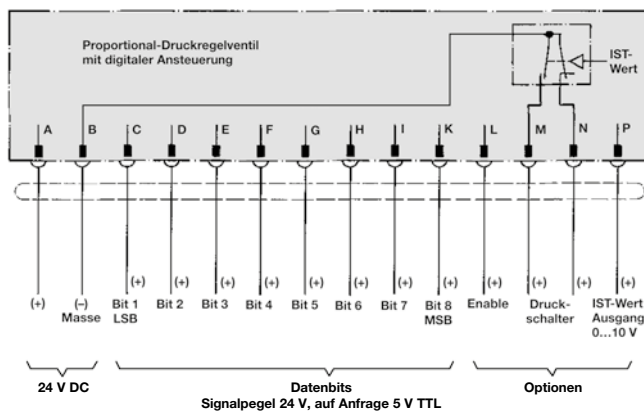 Proportional-Druckregelventil
mit digitaler Ansteuerung
IST-
Wert
A B C D E F G H I K L M N P
(+) (–) (+) (+) (+) (+) (+) (+) (+) (+) (+) (+) (+) (+)
Masse
Bit 1
LSB
Bit 2
Bit 3
Bit 4
Bit 5
Bit 6
Bit 7
Bit 8
MSB
Enable
Druck-
schalter
IST-Wert
Ausgang
0...10 V
24 V DC
Datenbits
Signalpegel 24 V, auf Anfrage 5 V TTL
Optionen